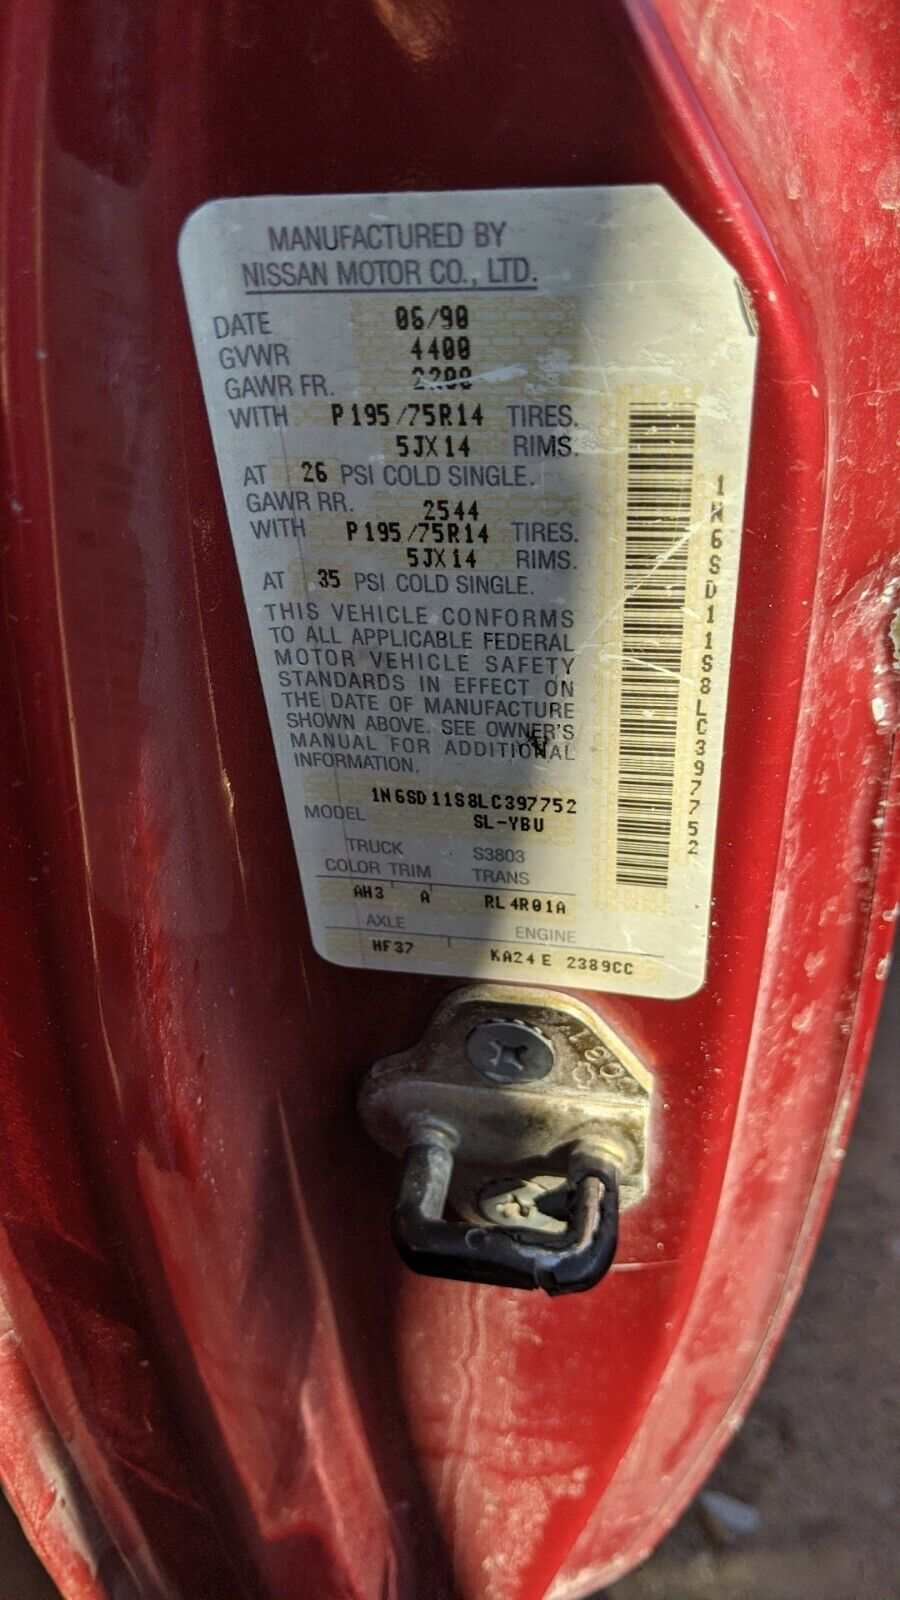 MANUFACTURED BY
NISSAN MOTOR CO., LTD.
DATE 06/90
GVWR 4400
GAWR FR. 2200
WITH P195/75R14 TIRES.
5JX14 RIMS.
AT 26 PSI COLD SINGLE.
GAWR RR. 2544
WITH P195/75R14 TIRES.
5JX14 RIMS.
AT 35 PSI COLD SINGLE.
THIS VEHICLE CONFORMS
TO ALL APPLICABLE FEDERAL
MOTOR VEHICLE SAFETY
STANDARDS IN EFFECT ON
THE DATE OF MANUFACTURE
SHOWN ABOVE. SEE OWNER'S
MANUAL FOR ADDITIONAL
INFORMATION.
1N6SD11S8LC397752
MODEL SL-YBU
TRUCK S3803
COLOR TRIM TRANS
AH3 A RL4R01A
AXLE ENGINE
HF37 KA24E 2389CC
1N6SD11S8LC397752